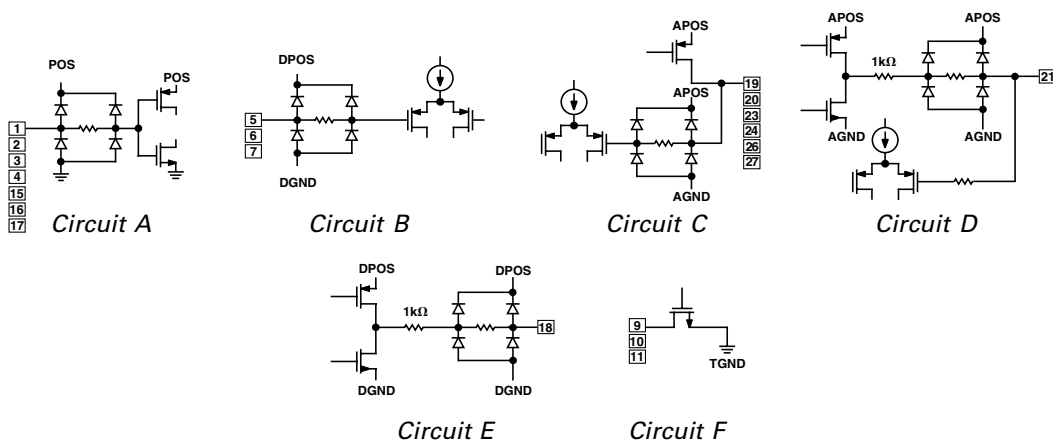 POS
POS
1
2
3
4
15
16
17
Circuit A
DPOS
5
6
7
DGND
Circuit B
APOS
APOS
19
20
23
24
26
27
AGND
Circuit C
APOS
APOS
1kΩ
21
AGND
AGND
Circuit D
DPOS
DPOS
1kΩ
18
DGND
DGND
Circuit E
9
10
11
TGND
Circuit F